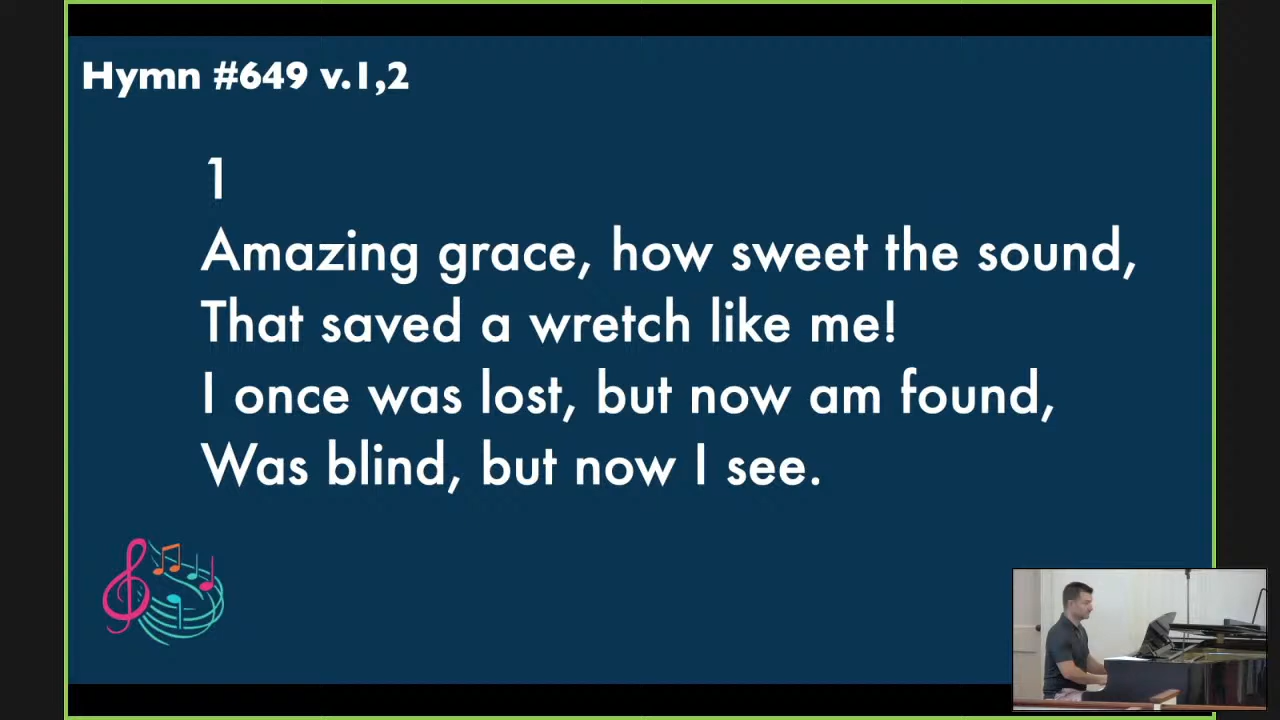 Hymn #649 v.1,2
1
Amazing grace, how sweet the sound,
That saved a wretch like me!
I once was lost, but now am found,
Was blind, but now I see.